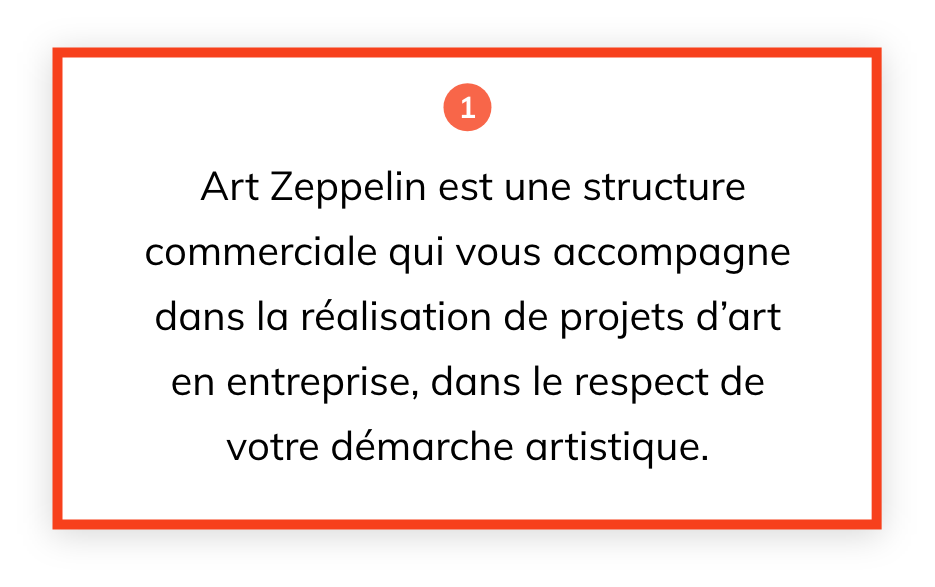 1
Art Zeppelin est une structure
commerciale qui vous accompagne
dans la réalisation de projets d’art
en entreprise, dans le respect de
votre démarche artistique.